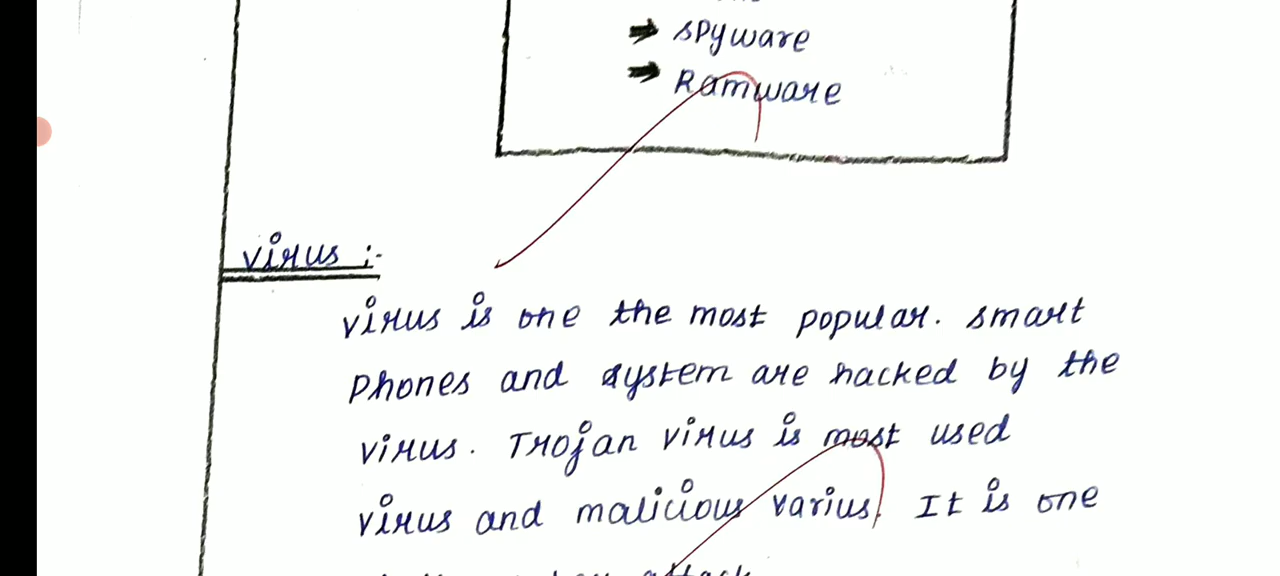 ➡ spyware
➡ Ramware
virus :-
virus is one the most popular. smart
phones and system are hacked by the
virus. Trojan virus is most used
virus and malicious varius. It is one
attack